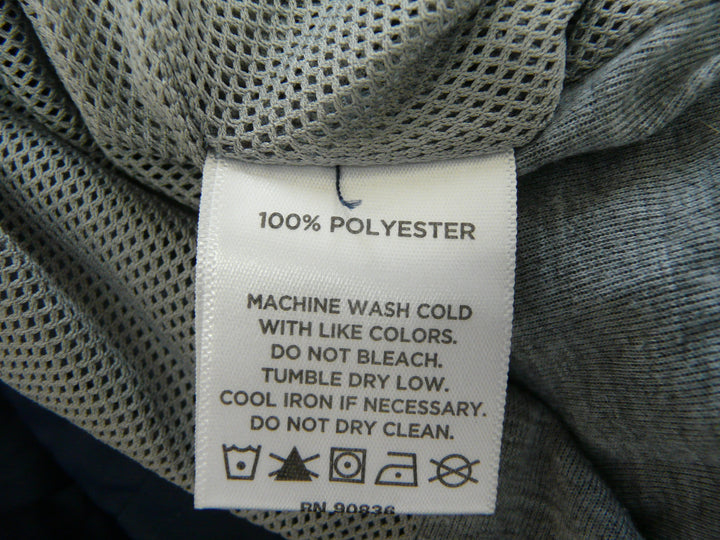 100% POLYESTER
MACHINE WASH COLD
WITH LIKE COLORS.
DO NOT BLEACH.
TUMBLE DRY LOW.
COOL IRON IF NECESSARY.
DO NOT DRY CLEAN.
RN 90836